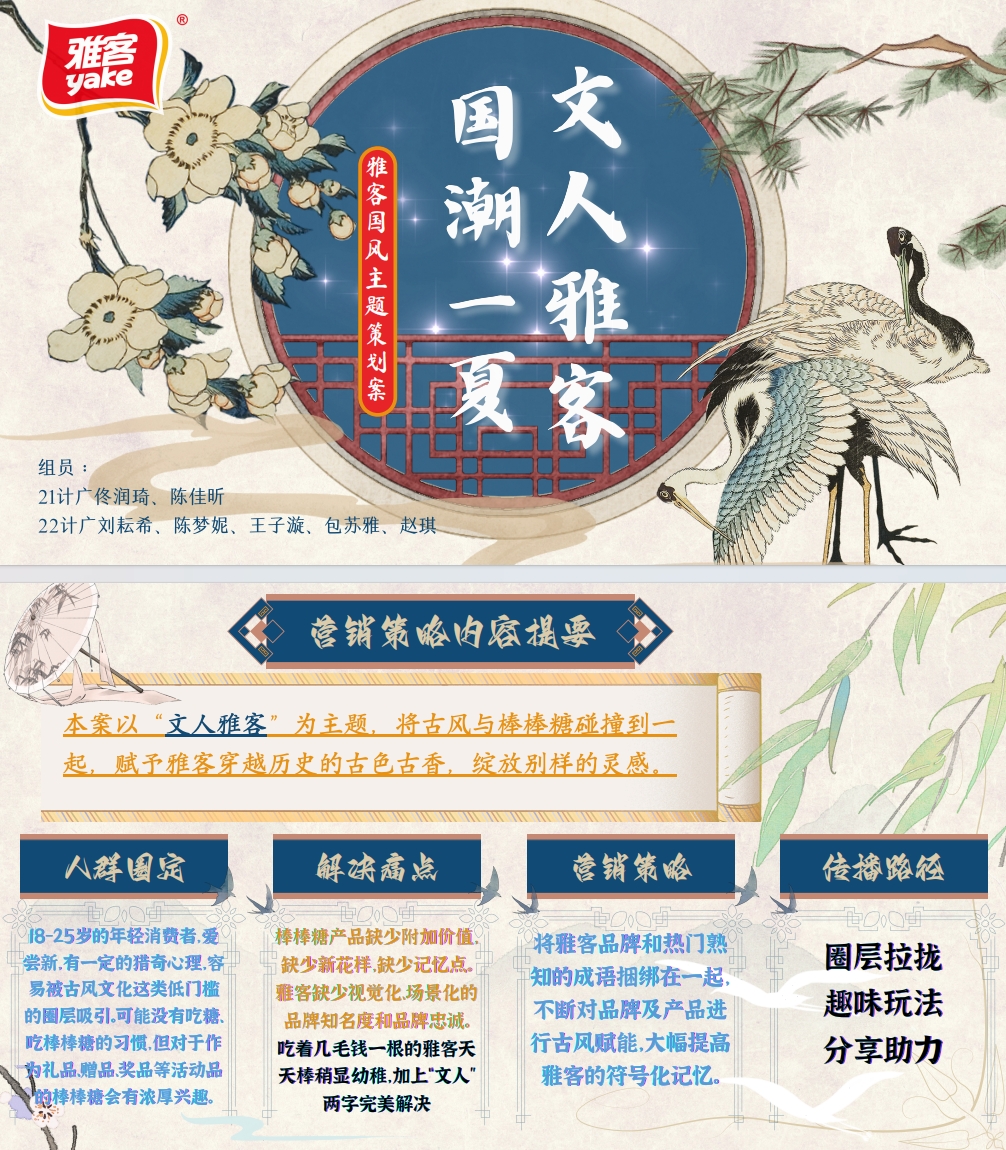 雅客
yake
®
文人雅客
国潮一夏
雅客国风主题策划案
组员：
21计广佟润琦、陈佳昕
22计广刘耘希、陈梦妮、王子漩、包苏雅、赵琪
营销策略内容提要
本案以“文人雅客”为主题，将古风与棒棒糖碰撞到一
起，赋予雅客穿越历史的古色古香，绽放别样的灵感。
人群圈定
18-25岁的年轻消费者,爱
尝新,有一定的猎奇心理,容
易被古风文化这类低门槛
的圈层吸引.可能没有吃糖、
吃棒棒糖的习惯,但对于作
为礼品,赠品,奖品等活动品
的棒棒糖会有浓厚兴趣。
解决痛点
棒棒糖产品缺少附加价值,
缺少新花样,缺少记忆点。
雅客缺少视觉化、场景化的
品牌知名度和品牌忠诚。
吃着几毛钱一根的雅客天
天棒稍显幼稚,加上“文人”
两字完美解决
营销策略
将雅客品牌和热门熟
知的成语捆绑在一起,
不断对品牌及产品进
行古风赋能,大幅提高
雅客的符号化记忆。
传播路径
圈层拉拢
趣味玩法
分享助力